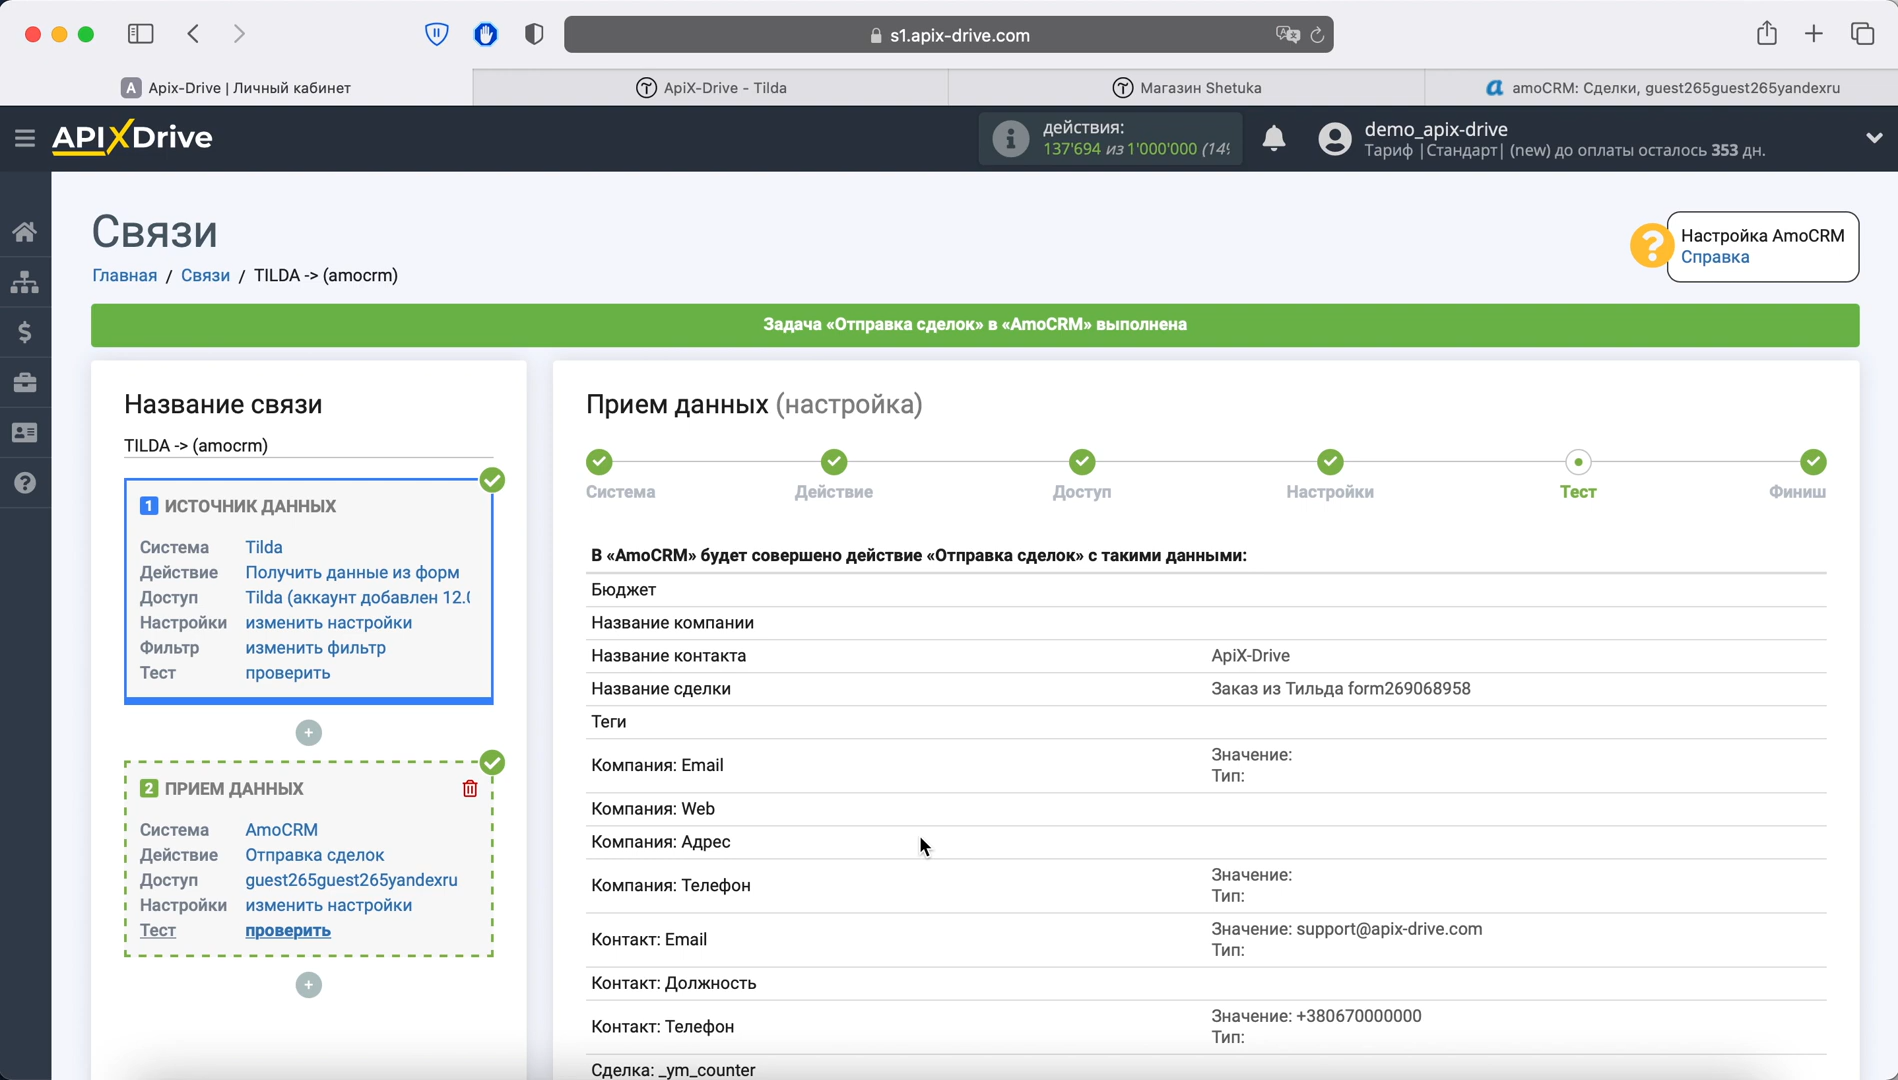 s1.apix-drive.com
A Apix-Drive | Личный кабинет
ApiX-Drive - Tilda
Магазин Shetuka
amoCRM: Сделки, guest265guest265yandexru
APIXDrive
действия:
137'694 из 1'000'000 (14%
demo_apix-drive
Тариф |Стандарт| (new) до оплаты осталось 353 дн.
Связи
Главная / Связи / TILDA -> (amocrm)
Настройка AmoCRM
Справка
Задача «Отправка сделок» в «AmoCRM» выполнена
Название связи
TILDA -> (amocrm)
1 ИСТОЧНИК ДАННЫХ
Система Tilda
Действие Получить данные из форм
Доступ Tilda (аккаунт добавлен 12.0
Настройки изменить настройки
Фильтр изменить фильтр
Тест проверить
2 ПРИЕМ ДАННЫХ
Система AmoCRM
Действие Отправка сделок
Доступ guest265guest265yandexru
Настройки изменить настройки
Тест проверить
Прием данных (настройка)
Система
Действие
Доступ
Настройки
Тест
Финиш
В «AmoCRM» будет совершено действие «Отправка сделок» с такими данными:
Бюджет
Название компании
Название контакта ApiX-Drive
Название сделки Заказ из Тильда form269068958
Теги
Компания: Email
Значение:
Тип:
Компания: Web
Компания: Адрес
Компания: Телефон
Значение:
Тип:
Контакт: Email
Значение: support@apix-drive.com
Тип:
Контакт: Должность
Контакт: Телефон
Значение: +380670000000
Тип:
Сделка: _ym_counter